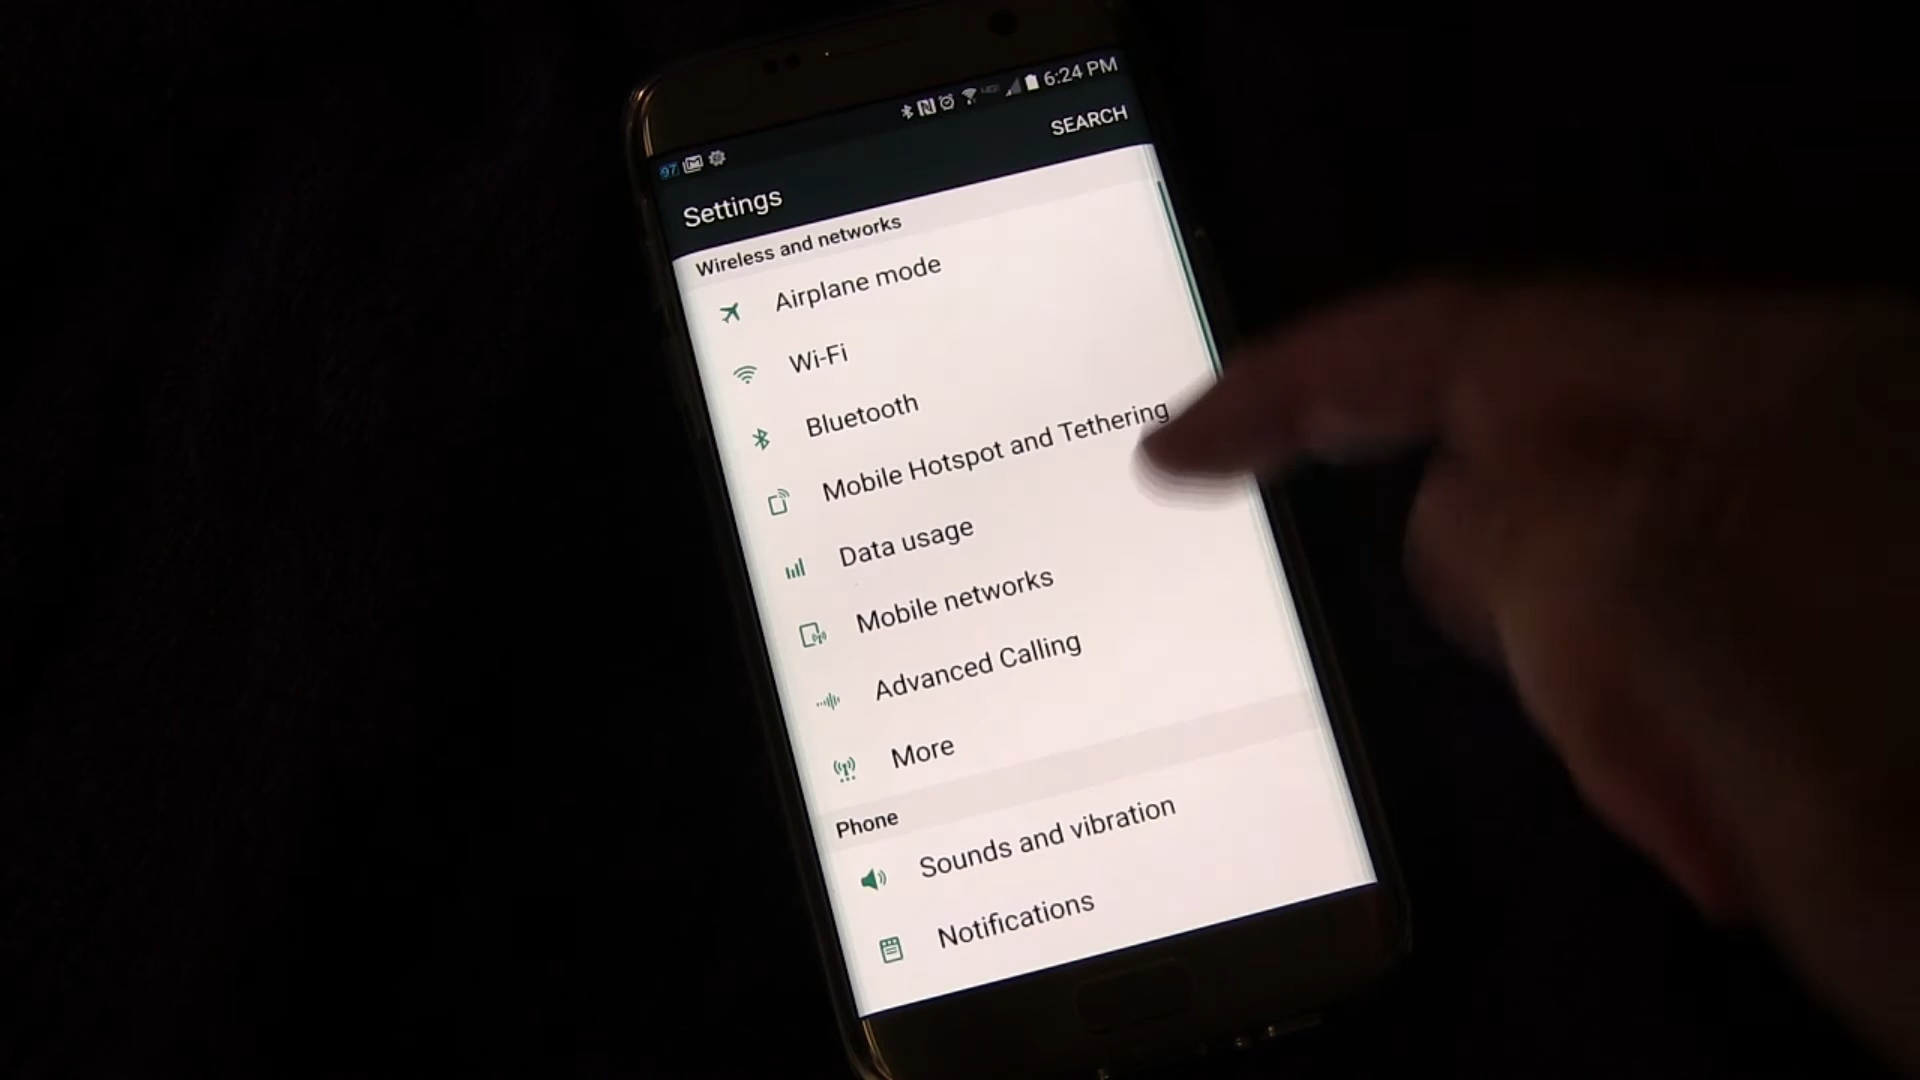 6:24 PM
97
SEARCH
Settings
Wireless and networks
Airplane mode
Wi-Fi
Bluetooth
Mobile Hotspot and Tethering
Data usage
Mobile networks
Advanced Calling
More
Phone
Sounds and vibration
Notifications